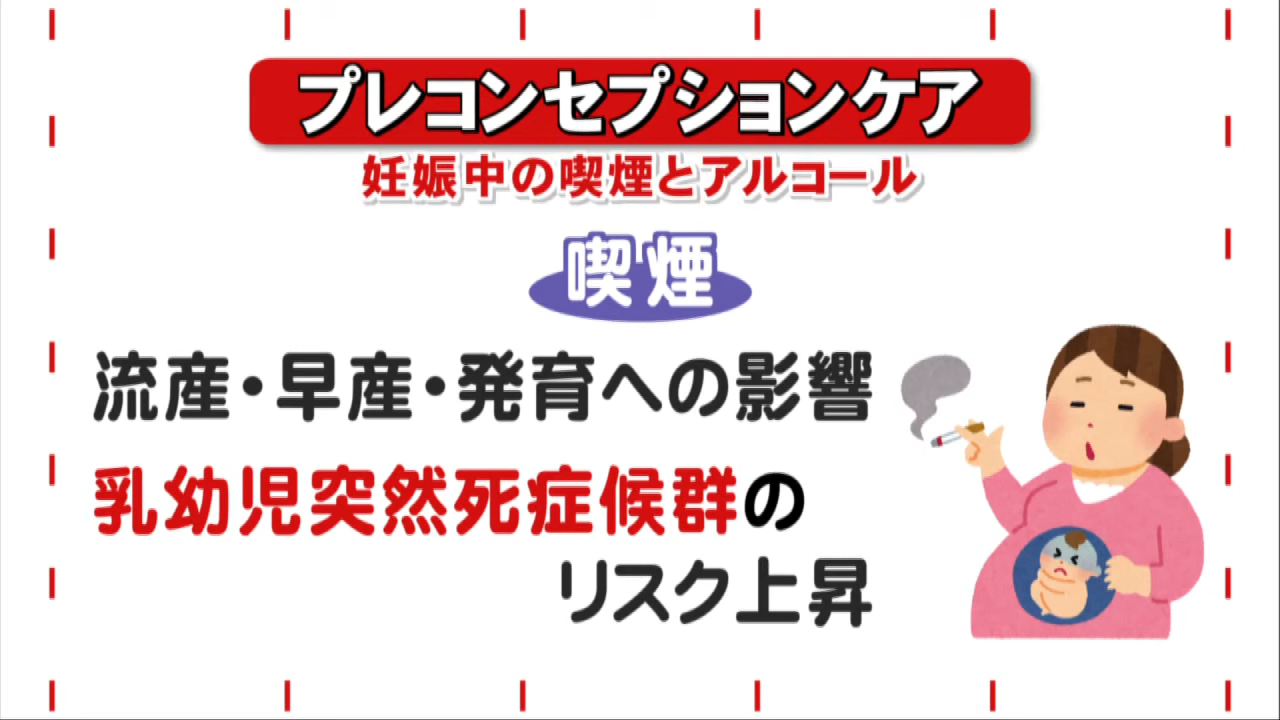 プレコンセプションケア
妊娠中の喫煙とアルコール
喫煙
流産・早産・発育への影響
乳幼児突然死症候群の
リスク上昇